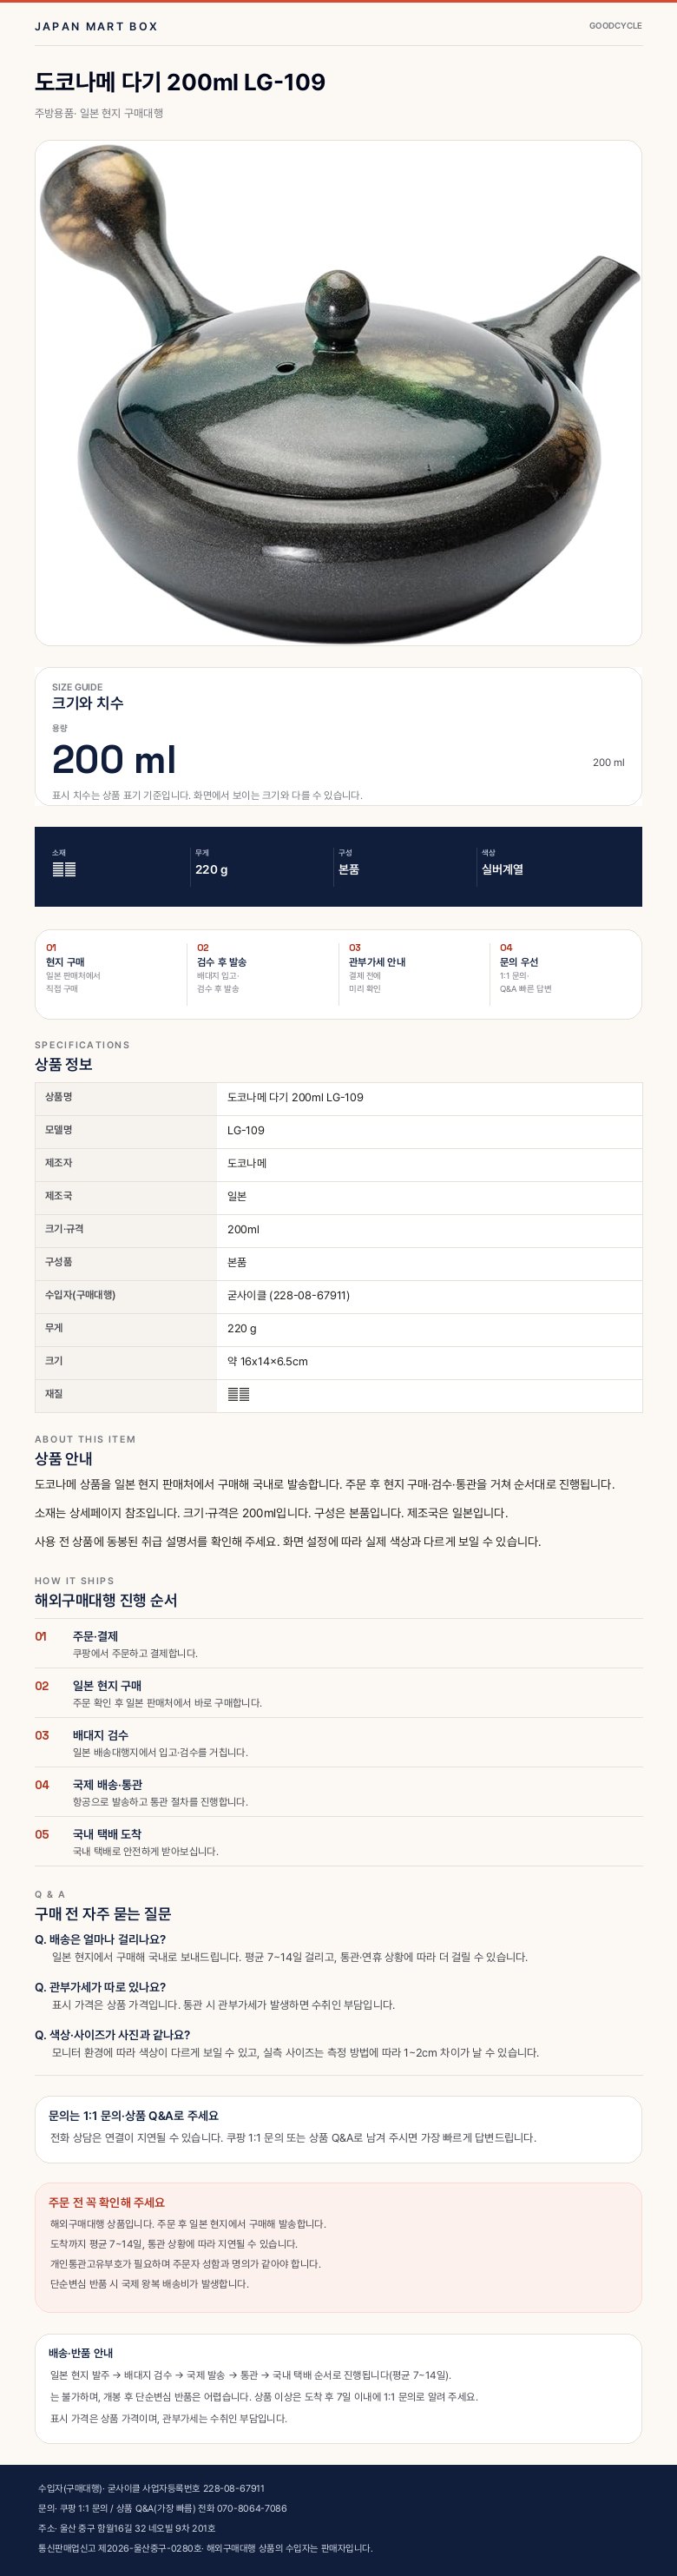 JAPAN MART BOX
GOODCYCLE
도코나메 다기 200ml LG-109
주방용품· 일본 현지 구매대행
SIZE GUIDE
크기와 치수
용량
200 ml
200 ml
표시 치수는 상품 표기 기준입니다. 화면에서 보이는 크기와 다를 수 있습니다.
소재
무게
220 g
구성
본품
색상
실버계열
01
현지 구매
일본 판매처에서
직접 구매
02
검수 후 발송
배대지 입고·
검수 후 발송
03
관부가세 안내
결제 전에
미리 확인
04
문의 우선
1:1 문의·
Q&A 빠른 답변
SPECIFICATIONS
상품 정보
상품명 도코나메 다기 200ml LG-109
모델명 LG-109
제조자 도코나메
제조국 일본
크기·규격 200ml
구성품 본품
수입자(구매대행) 굳사이클 (228-08-67911)
무게 220 g
크기 약 16x14×6.5cm
재질
ABOUT THIS ITEM
상품 안내
도코나메 상품을 일본 현지 판매처에서 구매해 국내로 발송합니다. 주문 후 현지 구매·검수·통관을 거쳐 순서대로 진행됩니다.
소재는 상세페이지 참조입니다. 크기·규격은 200ml입니다. 구성은 본품입니다. 제조국은 일본입니다.
사용 전 상품에 동봉된 취급 설명서를 확인해 주세요. 화면 설정에 따라 실제 색상과 다르게 보일 수 있습니다.
HOW IT SHIPS
해외구매대행 진행 순서
01 주문·결제
쿠팡에서 주문하고 결제합니다.
02 일본 현지 구매
주문 확인 후 일본 판매처에서 바로 구매합니다.
03 배대지 검수
일본 배송대행지에서 입고·검수를 거칩니다.
04 국제 배송·통관
항공으로 발송하고 통관 절차를 진행합니다.
05 국내 택배 도착
국내 택배로 안전하게 받아보십니다.
Q & A
구매 전 자주 묻는 질문
Q. 배송은 얼마나 걸리나요?
일본 현지에서 구매해 국내로 보내드립니다. 평균 7~14일 걸리고, 통관·연휴 상황에 따라 더 걸릴 수 있습니다.
Q. 관부가세가 따로 있나요?
표시 가격은 상품 가격입니다. 통관 시 관부가세가 발생하면 수취인 부담입니다.
Q. 색상·사이즈가 사진과 같나요?
모니터 환경에 따라 색상이 다르게 보일 수 있고, 실측 사이즈는 측정 방법에 따라 1~2cm 차이가 날 수 있습니다.
문의는 1:1 문의·상품 Q&A로 주세요
전화 상담은 연결이 지연될 수 있습니다. 쿠팡 1:1 문의 또는 상품 Q&A로 남겨 주시면 가장 빠르게 답변드립니다.
주문 전 꼭 확인해 주세요
해외구매대행 상품입니다. 주문 후 일본 현지에서 구매해 발송합니다.
도착까지 평균 7~14일, 통관 상황에 따라 지연될 수 있습니다.
개인통관고유부호가 필요하며 주문자 성함과 명의가 같아야 합니다.
단순변심 반품 시 국제 왕복 배송비가 발생합니다.
배송·반품 안내
일본 현지 발주 → 배대지 검수 → 국제 발송 → 통관 → 국내 택배 순서로 진행됩니다(평균 7~14일).
는 불가하며, 개봉 후 단순변심 반품은 어렵습니다. 상품 이상은 도착 후 7일 이내에 1:1 문의로 알려 주세요.
표시 가격은 상품 가격이며, 관부가세는 수취인 부담입니다.
수입자(구매대행)· 굳사이클 사업자등록번호 228-08-67911
문의· 쿠팡 1:1 문의 / 상품 Q&A(가장 빠름) 전화 070-8064-7086
주소· 울산 중구 함월16길 32 네오빌 9차 201호
통신판매업신고 제2026-울산중구-0280호· 해외구매대행 상품의 수입자는 판매자입니다.